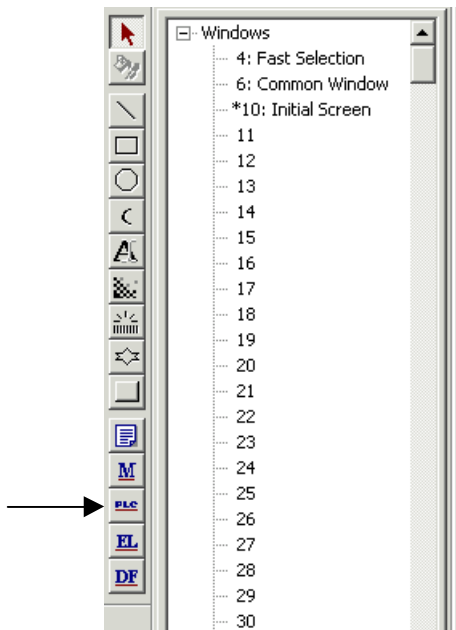 Windows
4: Fast Selection
6: Common Window
*10: Initial Screen
11
12
13
14
15
16
17
18
19
20
21
22
23
24
25
26
27
28
29
30
A
M
PLC
EL
DF